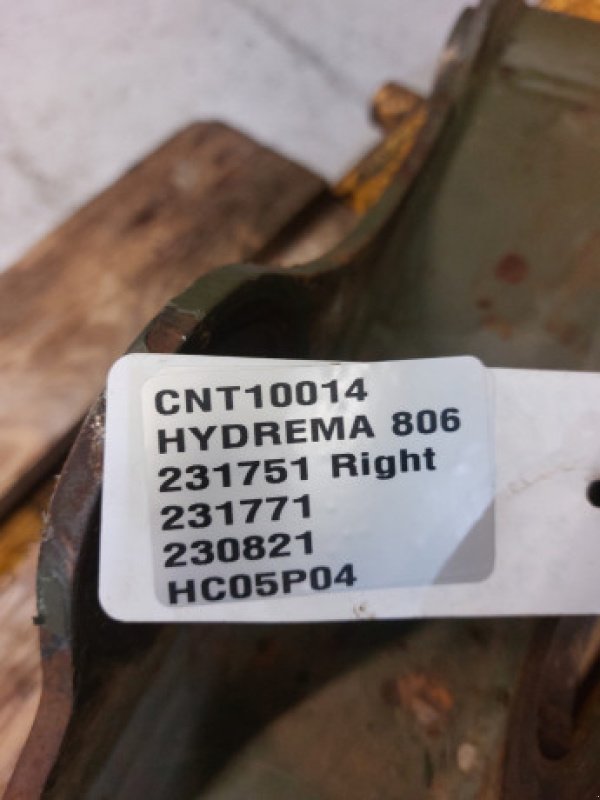 CNT10014
HYDREMA 806
231751 Right
231771
230821
HC05P04